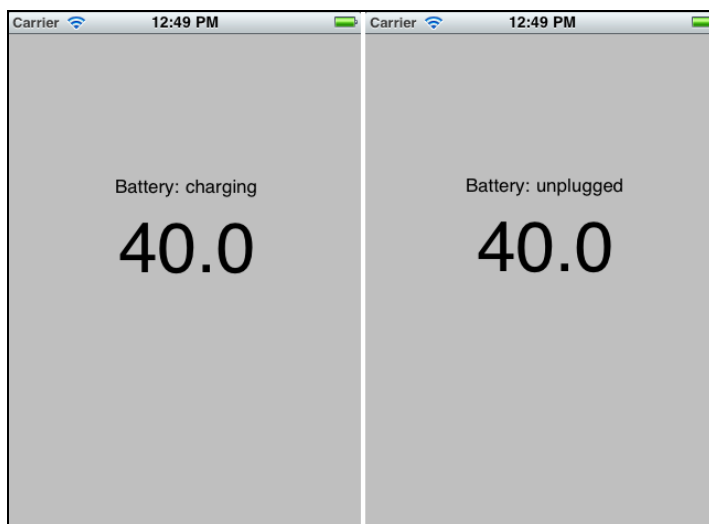 Carrier 12:49 PM
Battery: charging
40.0
Carrier 12:49 PM
Battery: unplugged
40.0